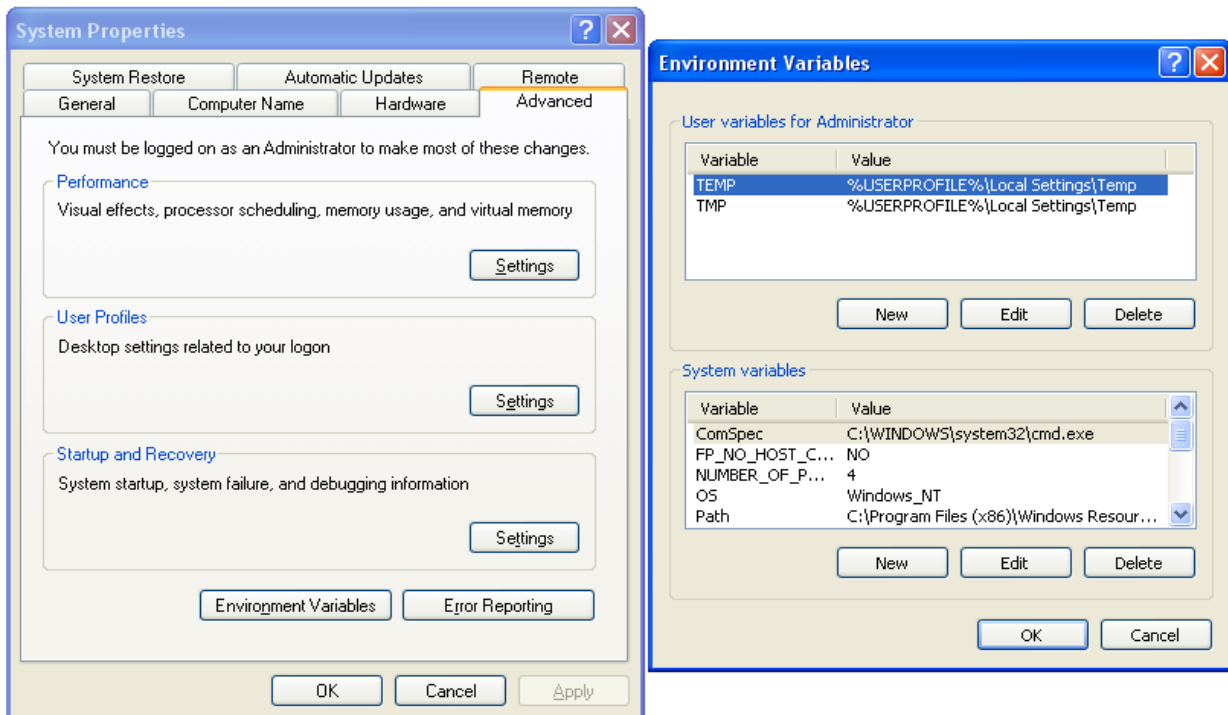 System Properties
System Restore Automatic Updates Remote
General Computer Name Hardware Advanced
You must be logged on as an Administrator to make most of these changes.
Performance
Visual effects, processor scheduling, memory usage, and virtual memory
Settings
User Profiles
Desktop settings related to your logon
Settings
Startup and Recovery
System startup, system failure, and debugging information
Settings
Environment Variables Error Reporting
OK Cancel Apply
Environment Variables
User variables for Administrator
Variable Value
TEMP %USERPROFILE%\Local Settings\Temp
TMP %USERPROFILE%\Local Settings\Temp
New Edit Delete
System variables
Variable Value
ComSpec C:\WINDOWS\system32\cmd.exe
FP_NO_HOST_C... NO
NUMBER_OF_P... 4
OS Windows_NT
Path C:\Program Files (x86)\Windows Resour...
New Edit Delete
OK Cancel